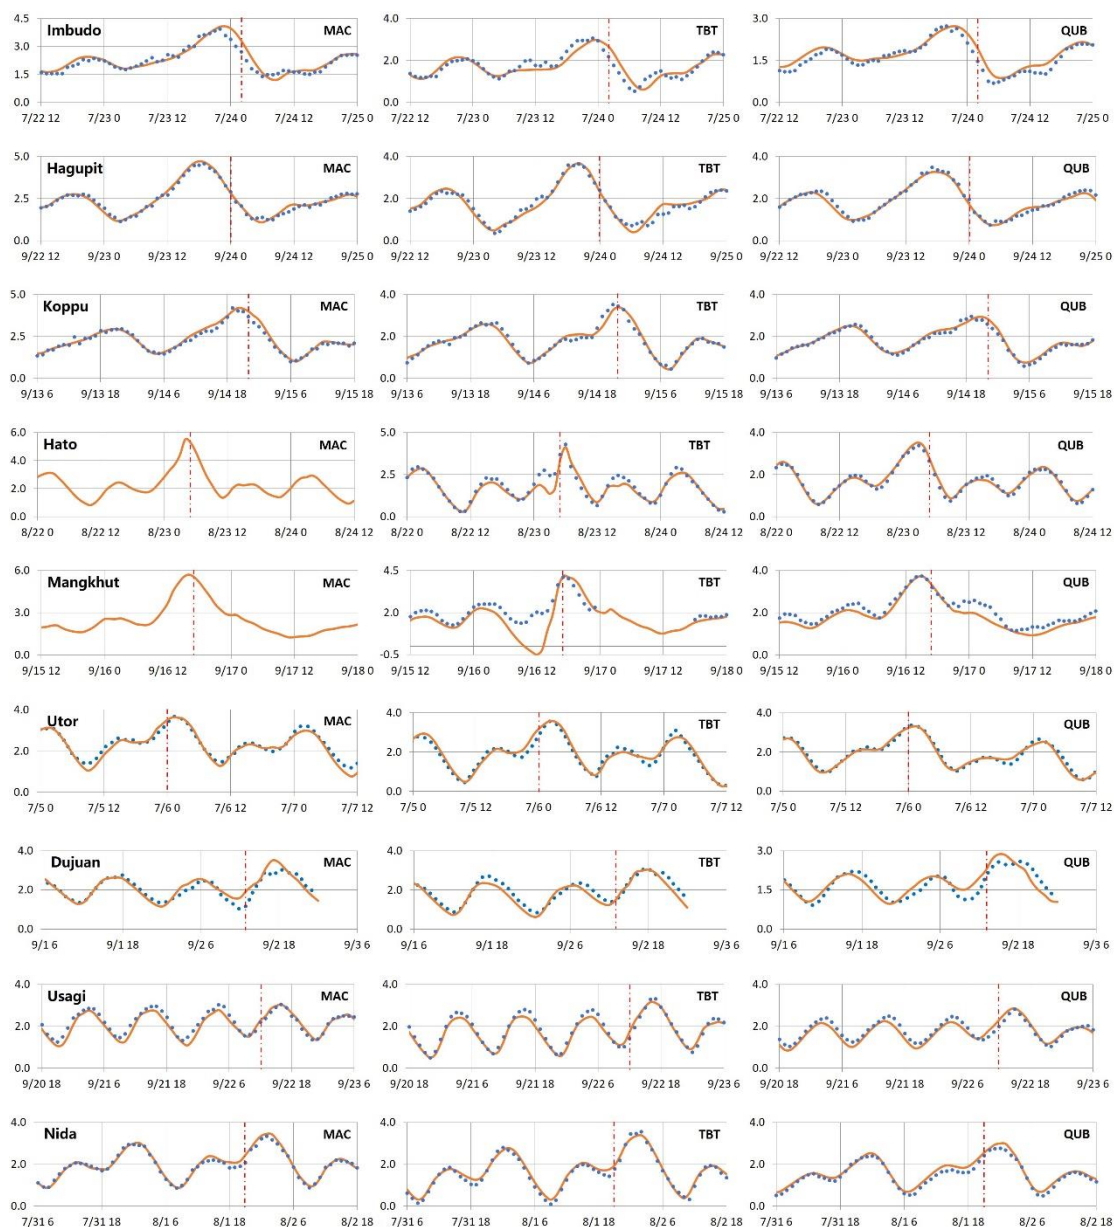 4.5 Imbudo MAC 4.0 TBT 3.0 QUB
3.0
1.5 2.0 1.5
0.0 0.0 0.0
7/22 12 7/23 0 7/23 12 7/24 0 7/24 12 7/25 0 7/22 12 7/23 0 7/23 12 7/24 0 7/24 12 7/25 0 7/22 12 7/23 0 7/23 12 7/24 0 7/24 12 7/25 0
5.0 Hagupit MAC 4.0 TBT 4.0 QUB
2.5 2.0 2.0
0.0 0.0 0.0
9/22 12 9/23 0 9/23 12 9/24 0 9/24 12 9/25 0 9/22 12 9/23 0 9/23 12 9/24 0 9/24 12 9/25 0 9/22 12 9/23 0 9/23 12 9/24 0 9/24 12 9/25 0
5.0 Koppu MAC 4.0 TBT 4.0 QUB
2.5 2.0 2.0
0.0 0.0 0.0
9/13 6 9/13 18 9/14 6 9/14 18 9/15 6 9/15 18 9/13 6 9/13 18 9/14 6 9/14 18 9/15 6 9/15 18 9/13 6 9/13 18 9/14 6 9/14 18 9/15 6 9/15 18
6.0 Hato MAC 5.0 TBT 4.0 QUB
4.0
2.0 2.5 2.0
0.0 0.0 0.0
8/22 0 8/22 12 8/23 0 8/23 12 8/24 0 8/24 12 8/22 0 8/22 12 8/23 0 8/23 12 8/24 0 8/24 12 8/22 0 8/22 12 8/23 0 8/23 12 8/24 0 8/24 12
6.0 Mangkhut MAC 4.5 TBT 4.0 QUB
3.0 2.0 2.0
0.0 -0.5 0.0
9/15 12 9/16 0 9/16 12 9/17 0 9/17 12 9/18 0 9/15 12 9/16 0 9/16 12 9/17 0 9/17 12 9/18 0 9/15 12 9/16 0 9/16 12 9/17 0 9/17 12 9/18 0
4.0 Utor MAC 4.0 TBT 4.0 QUB
2.0 2.0 2.0
0.0 0.0 0.0
7/5 0 7/5 12 7/6 0 7/6 12 7/7 0 7/7 12 7/5 0 7/5 12 7/6 0 7/6 12 7/7 0 7/7 12 7/5 0 7/5 12 7/6 0 7/6 12 7/7 0 7/7 12
4.0 Dujuan MAC 4.0 TBT 3.0 QUB
2.0 2.0 1.5
0.0 0.0 0.0
9/1 6 9/1 18 9/2 6 9/2 18 9/3 6 9/1 6 9/1 18 9/2 6 9/2 18 9/3 6 9/1 6 9/1 18 9/2 6 9/2 18 9/3 6
4.0 Usagi MAC 4.0 TBT 4.0 QUB
2.0 2.0 2.0
0.0 0.0 0.0
9/20 18 9/21 6 9/21 18 9/22 6 9/22 18 9/23 6 9/20 18 9/21 6 9/21 18 9/22 6 9/22 18 9/23 6 9/20 18 9/21 6 9/21 18 9/22 6 9/22 18 9/23 6
4.0 Nida MAC 4.0 TBT 4.0 QUB
2.0 2.0 2.0
0.0 0.0 0.0
7/31 6 7/31 18 8/1 6 8/1 18 8/2 6 8/2 18 7/31 6 7/31 18 8/1 6 8/1 18 8/2 6 8/2 18 7/31 6 7/31 18 8/1 6 8/1 18 8/2 6 8/2